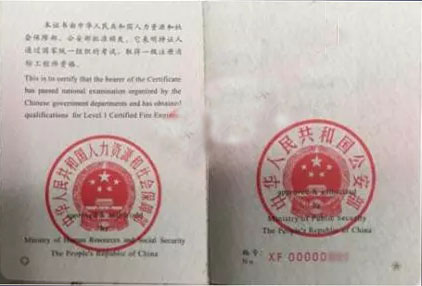 本证书由中华人民共和国人力资源和社
会保障部、公安部批准颁发，它表明持证人
通过国家统一组织的考试，取得一级注册消
防工程师资格。
This is to certify that the bearer of the Certificate
has passed national examination organized by the
Chinese government departments and has obtained
qualifications for Level 1 Certified Fire Engineer.
中华人民共和国人力资源和社会保障部
approved & authorized
by
Ministry of Human Resources and Social Security
The People's Republic of China
中华人民共和国公安部
approved & authorized
by
Ministry of Public Security
The People's Republic of China
编号: XF 00000
No.